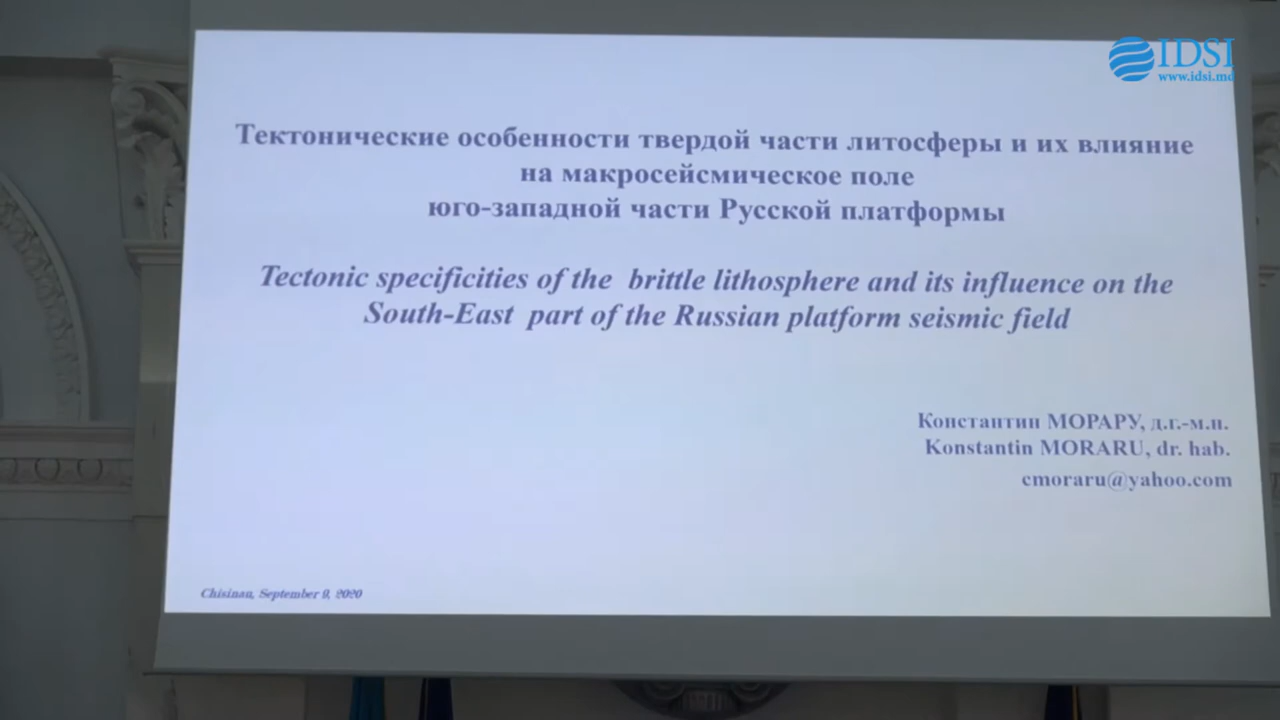 IDSI
www.idsi.md
Тектонические особенности твердой части литосферы и их влияние
на макросейсмическое поле
юго-западной части Русской платформы
Tectonic specificities of the brittle lithosphere and its influence on the
South-East part of the Russian platform seismic field
Константин МОРАРУ, д.г.-м.н.
Konstantin MORARU, dr. hab.
cmoraru@yahoo.com
Chisinau, September 9, 2020